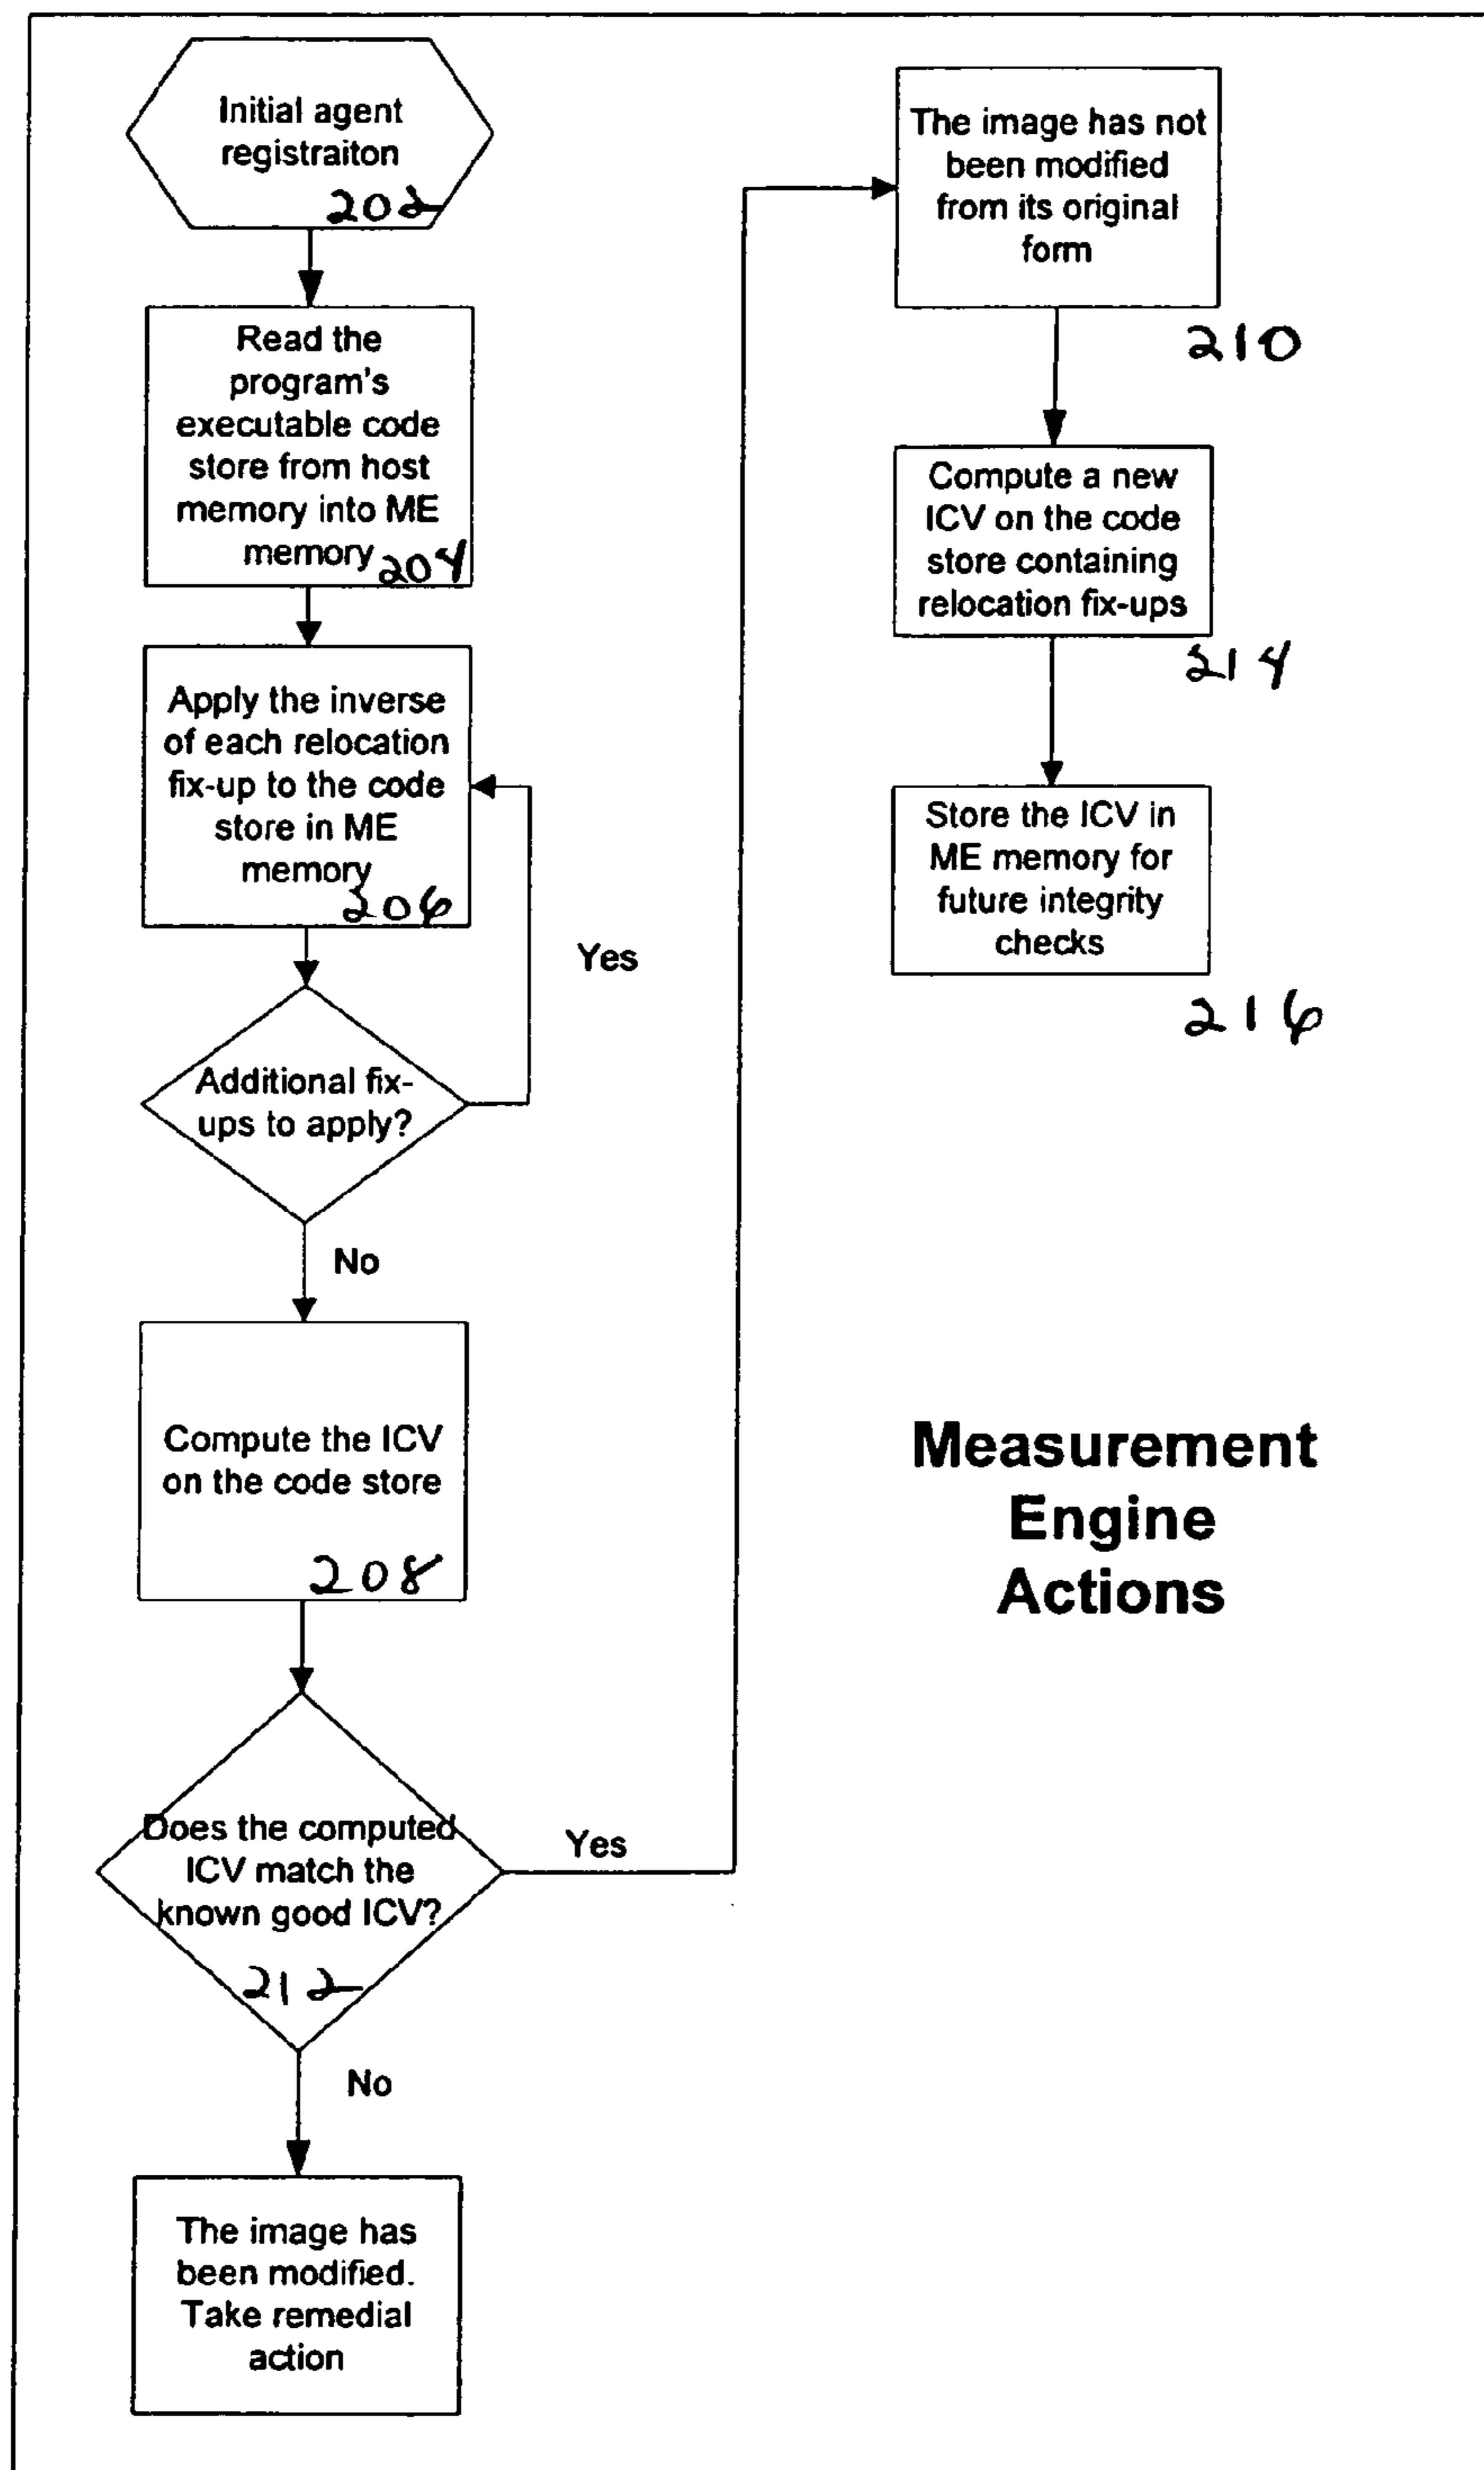 Initial agent
registraiton
202
Read the
program's
executable code
store from host
memory into ME
memory
204
Apply the inverse
of each relocation
fix-up to the code
store in ME
memory
206
Yes
Additional fix-
ups to apply?
No
Compute the ICV
on the code store
208
Does the computed
ICV match the
known good ICV?
212
Yes
No
The image has
been modified.
Take remedial
action
The image has not
been modified
from its original
form
210
Compute a new
ICV on the code
store containing
relocation fix-ups
214
Store the ICV in
ME memory for
future integrity
checks
216
Measurement
Engine
Actions